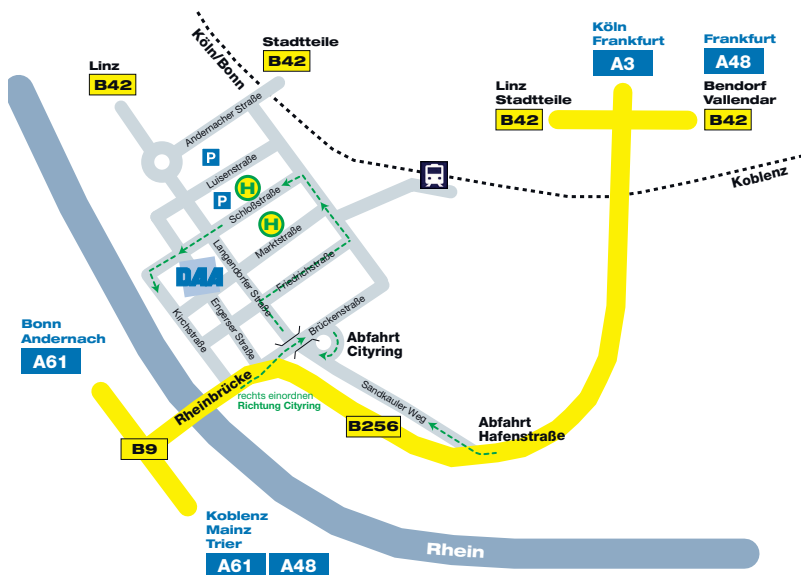 Köln
Frankfurt
A3
Frankfurt
A48
Linz
B42
Köln/Bonn
Stadtteile
B42
Linz
Stadtteile
B42
Bendorf
Vallendar
B42
Andernacher Straße
P
Luisenstraße
H
P
Schloßstraße
H
Marktstraße
Koblenz
DAA
Langendorfer Straße
Friedrichstraße
Engerser Straße
Kirchstraße
Brückenstraße
Abfahrt
Cityring
Bonn
Andernach
A61
Rheinbrücke
rechts einordnen
Richtung Cityring
Sandkauler Weg
B256
Abfahrt
Hafenstraße
B9
Koblenz
Mainz
Trier
A61
A48
Rhein